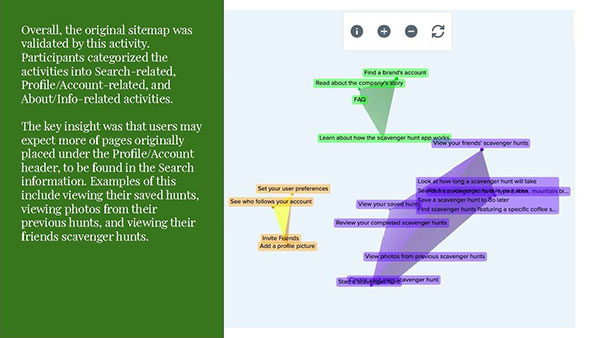 Overall, the original sitemap was
validated by this activity.
Participants categorized the
activities into Search-related,
Profile/Account-related, and
About/Info-related activities.
The key insight was that users may
expect more of pages originally
placed under the Profile/Account
header, to be found in the Search
information. Examples of this
include viewing their saved hunts,
viewing photos from their
previous hunts, and viewing their
friends scavenger hunts.
Find a brand's account
Read about the company's story
FAQ
Learn about how the scavenger hunt app works
View your friends' scavenger hunts
Look at how long a scavenger hunt will take
mountain b...
Save a scavenger hunt to do later
Find scavenger hunts featuring a specific coffee s...
Set your user preferences
See who follows your account
View your saved
Review your completed scavenger hunts
Invite Friends
Add a profile picture
View photos from previous scavenger hunts
Start a scavenger hunt